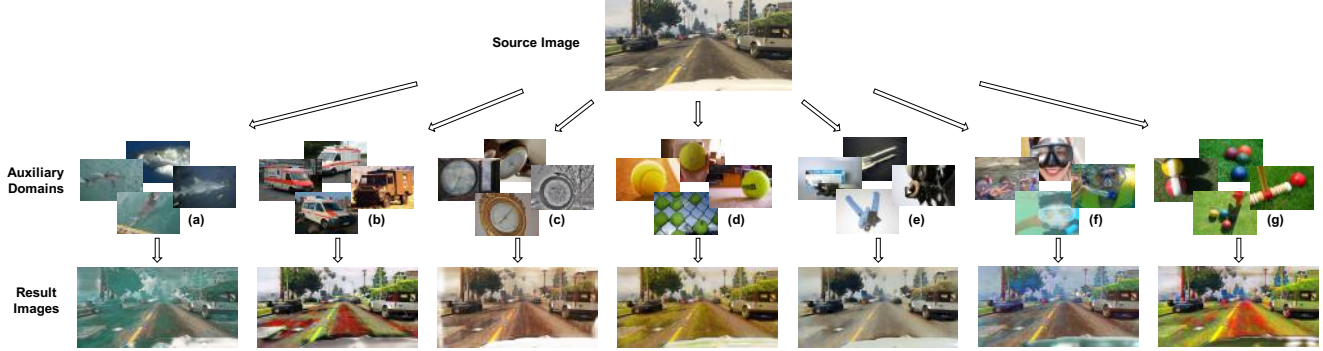 Source Image
Auxiliary
Domains
(a)
(b)
(c)
(d)
(e)
(f)
(g)
Result
Images